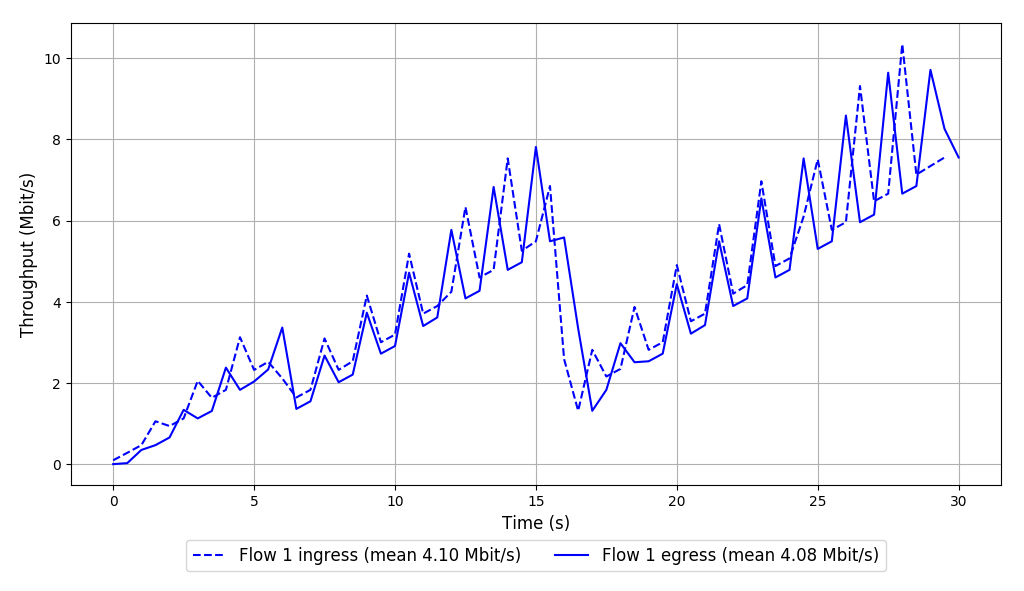 Throughput (Mbit/s)
10
8
6
4
2
0
0 5 10 15 20 25 30
Time (s)
Flow 1 ingress (mean 4.10 Mbit/s) Flow 1 egress (mean 4.08 Mbit/s)